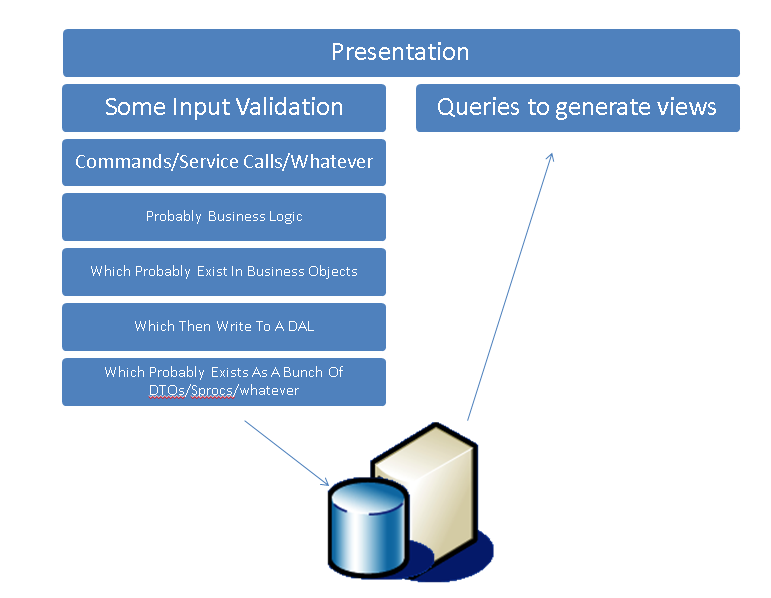 Presentation
Some Input Validation
Queries to generate views
Commands/Service Calls/Whatever
Probably Business Logic
Which Probably Exist In Business Objects
Which Then Write To A DAL
Which Probably Exists As A Bunch Of
DTOs/Sprocs/whatever